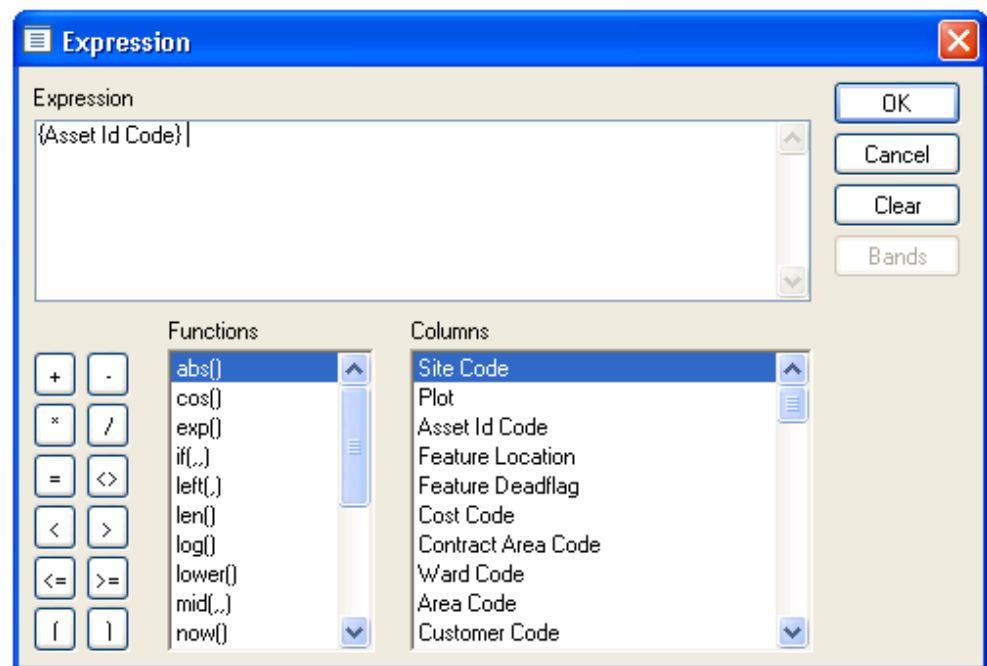 Expression
Expression
{Asset Id Code}
OK
Cancel
Clear
Bands
Functions
Columns
+ -
* /
= <>
< >
<= >=
( )
abs()
cos()
exp()
if(,,)
left(,)
len()
log()
lower()
mid(,,)
now()
Site Code
Plot
Asset Id Code
Feature Location
Feature Deadflag
Cost Code
Contract Area Code
Ward Code
Area Code
Customer Code